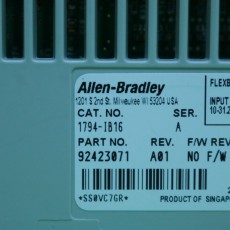 Allen-Bradley
1201 S 2nd St. Milwaukee WI 53204 USA
FLEXB
CAT. NO. SER.
1794-IB16 A
INPUT
10-31.2
PART NO. REV. F/W REV
92423071 A01 NO F/W
*SS0VC7GR*
PRODUCT OF SINGAP